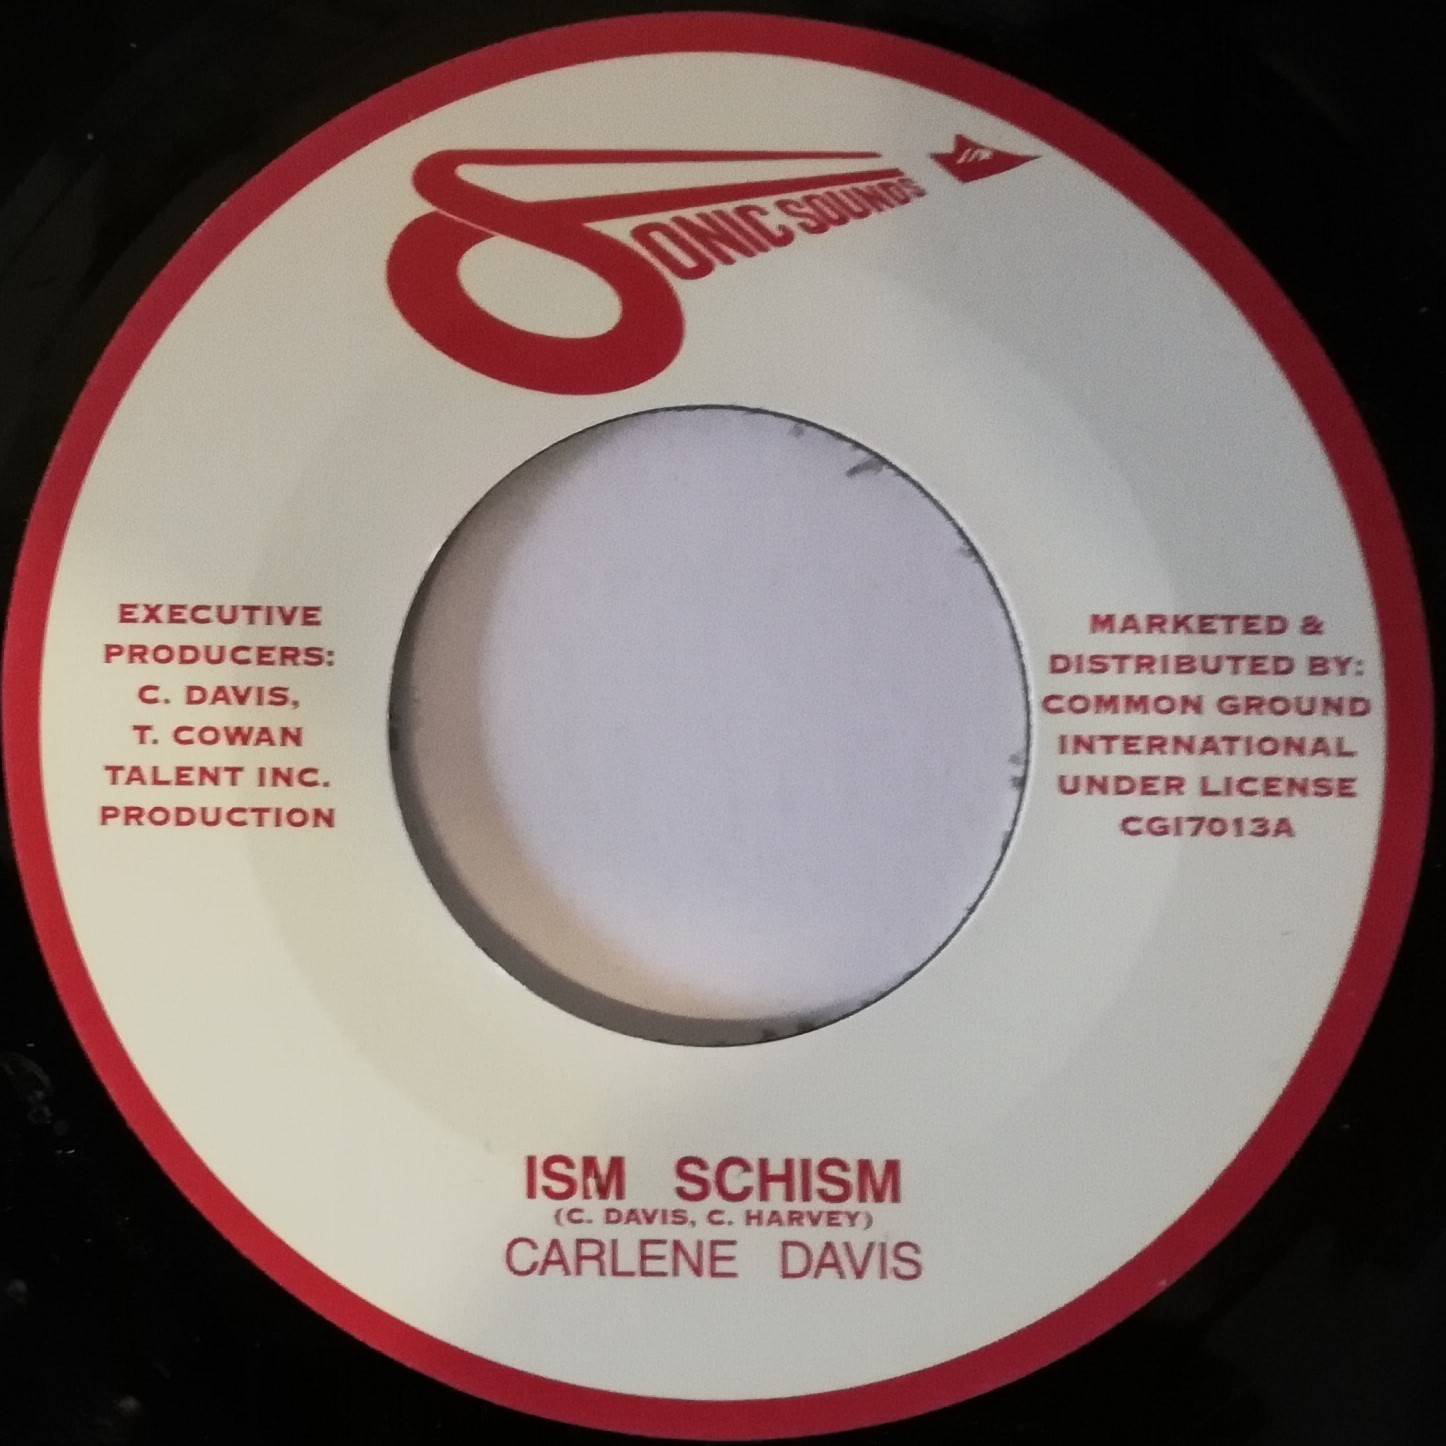 SONIC SOUNDS
EXECUTIVE
PRODUCERS:
C. DAVIS,
T. COWAN
TALENT INC.
PRODUCTION
MARKETED &
DISTRIBUTED BY:
COMMON GROUND
INTERNATIONAL
UNDER LICENSE
CGI7013A
ISM SCHISM
(C. DAVIS, C. HARVEY)
CARLENE DAVIS